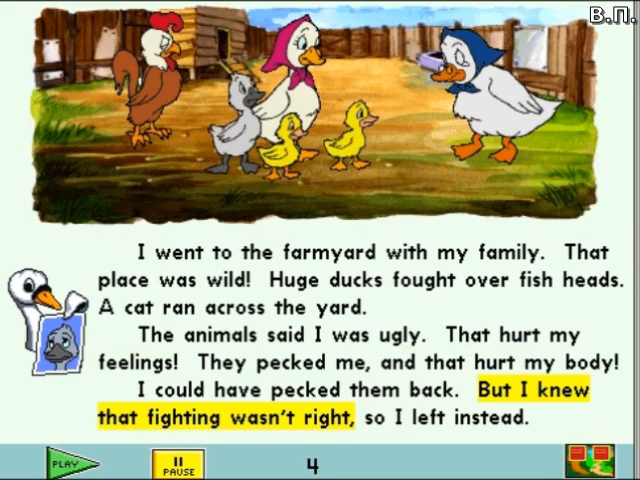 В.П.
I went to the farmyard with my family. That
place was wild! Huge ducks fought over fish heads.
A cat ran across the yard.
The animals said I was ugly. That hurt my
feelings! They pecked me, and that hurt my body!
I could have pecked them back. But I knew
that fighting wasn't right, so I left instead.
PLAY
PAUSE
4